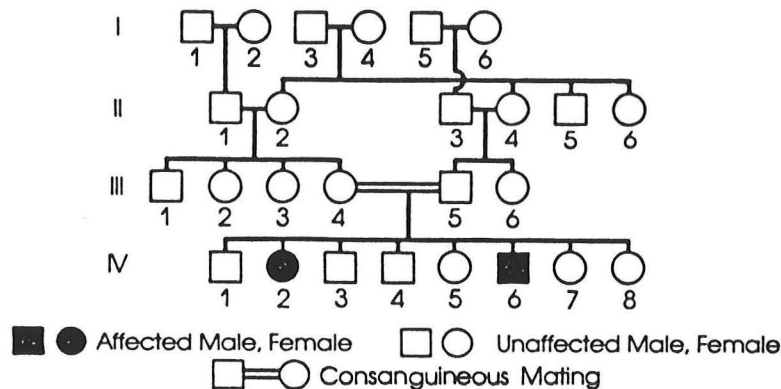 I
1 2 3 4 5 6
II
1 2 3 4 5 6
III
1 2 3 4 5 6
IV
1 2 3 4 5 6 7 8
Affected Male, Female Unaffected Male, Female
Consanguineous Mating